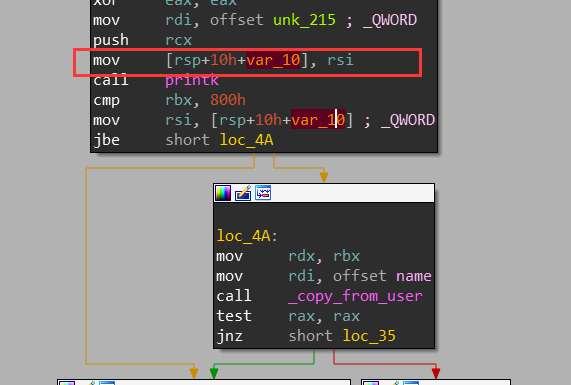 xor eax, eax
mov rdi, offset unk_215 ; _QWORD
push rcx
mov [rsp+10h+var_10], rsi
call printk
cmp rbx, 800h
mov rsi, [rsp+10h+var_10] ; _QWORD
jbe short loc_4A
loc_4A:
mov rdx, rbx
mov rdi, offset name
call _copy_from_user
test rax, rax
jnz short loc_35